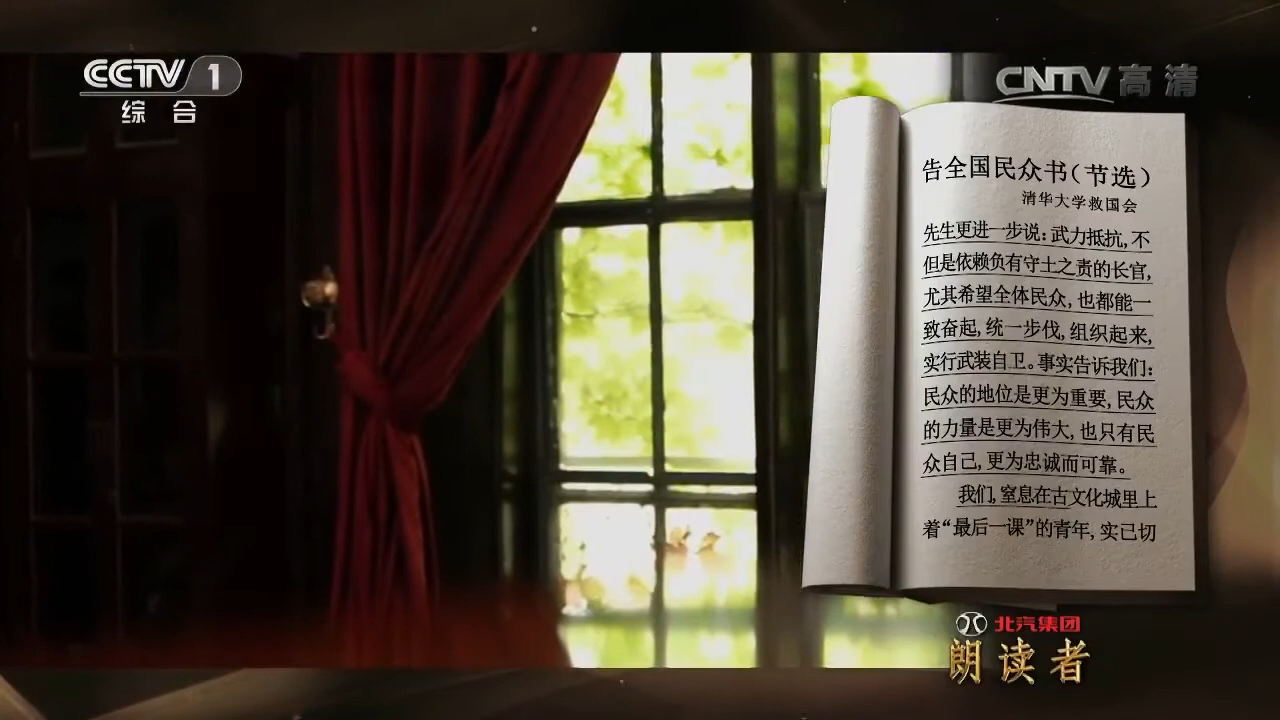 CCTV 1
综合
CNTV 高清
告全国民众书(节选)
清华大学救国会
先生更进一步说:武力抵抗,不
但是依赖负有守土之责的长官,
尤其希望全体民众,也都能一
致奋起,统一步伐,组织起来,
实行武装自卫。事实告诉我们:
民众的地位是更为重要,民众
的力量是更为伟大,也只有民
众自己,更为忠诚而可靠。
我们,窒息在古文化城里上
着“最后一课”的青年,实已切
北汽集团
朗读者